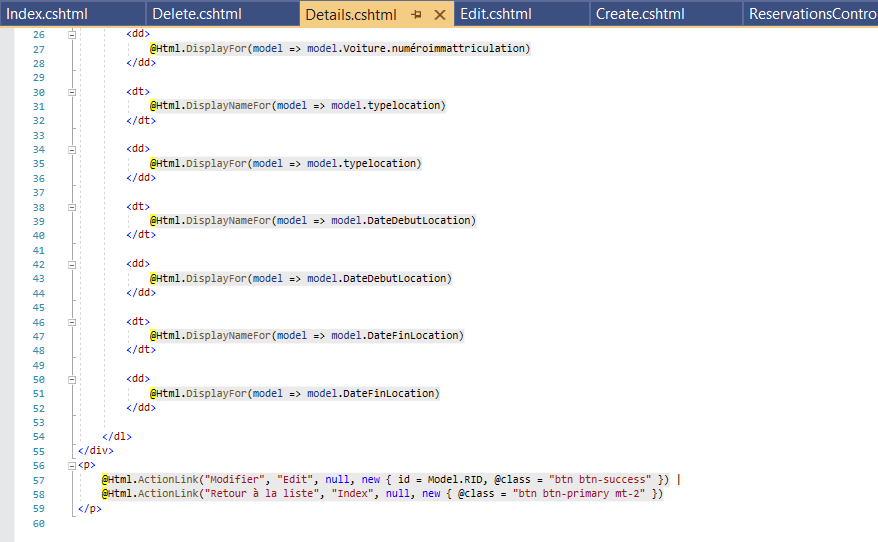 Index.cshtml Delete.cshtml Details.cshtml Edit.cshtml Create.cshtml ReservationsContro
26 <dd>
27 @Html.DisplayFor(model => model.Voiture.numéroimmattriculation)
28 </dd>
29
30 <dt>
31 @Html.DisplayNameFor(model => model.typelocation)
32 </dt>
33
34 <dd>
35 @Html.DisplayFor(model => model.typelocation)
36 </dd>
37
38 <dt>
39 @Html.DisplayNameFor(model => model.DateDebutLocation)
40 </dt>
41
42 <dd>
43 @Html.DisplayFor(model => model.DateDebutLocation)
44 </dd>
45
46 <dt>
47 @Html.DisplayNameFor(model => model.DateFinLocation)
48 </dt>
49
50 <dd>
51 @Html.DisplayFor(model => model.DateFinLocation)
52 </dd>
53
54 </dl>
55 </div>
56 <p>
57 @Html.ActionLink("Modifier", "Edit", null, new { id = Model.RID, @class = "btn btn-success" }) |
58 @Html.ActionLink("Retour à la liste", "Index", null, new { @class = "btn btn-primary mt-2" })
59 </p>
60